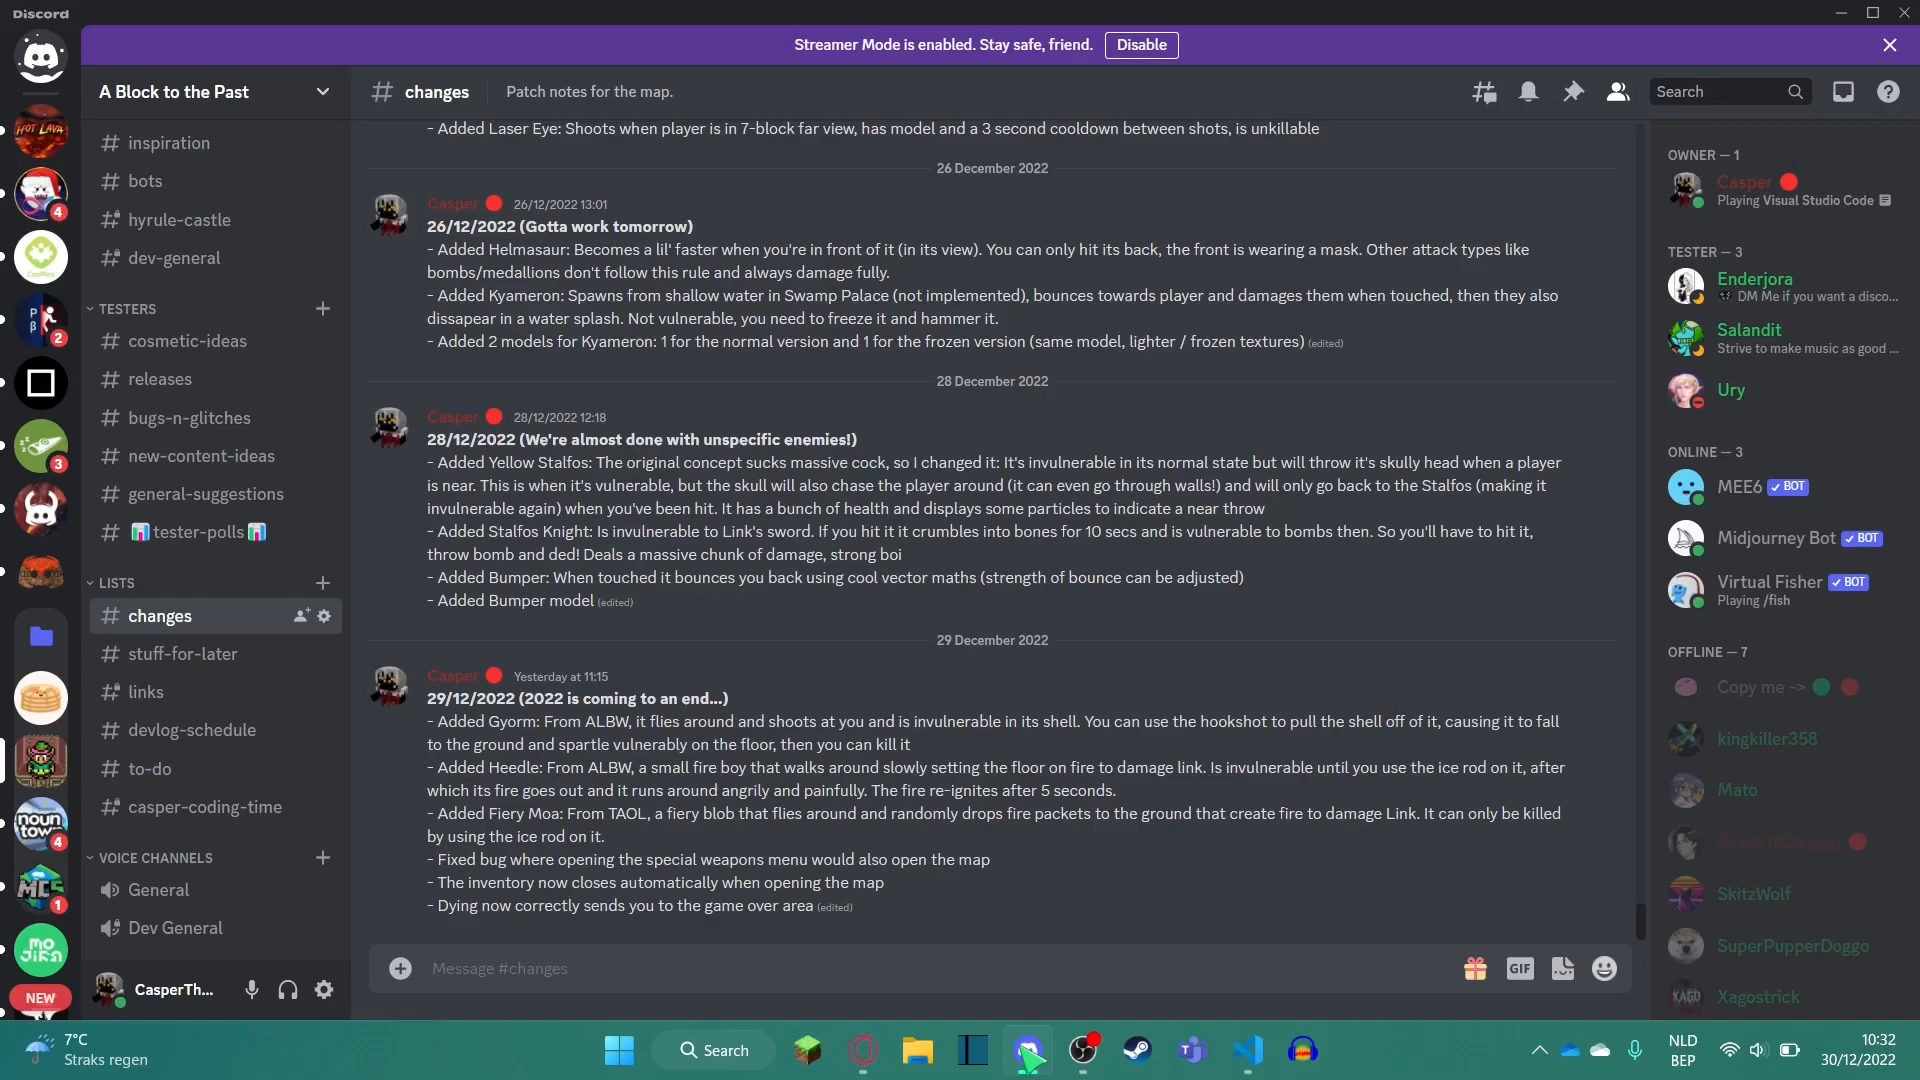 Discord
Streamer Mode is enabled. Stay safe, friend. Disable
A Block to the Past
# changes Patch notes for the map.
Search
inspiration
bots
hyrule-castle
dev-general
TESTERS
cosmetic-ideas
releases
bugs-n-glitches
new-content-ideas
general-suggestions
tester-polls
LISTS
changes
stuff-for-later
links
devlog-schedule
to-do
casper-coding-time
VOICE CHANNELS
General
Dev General
CasperTh...
HOT LAVA
4
2
3
noun
town
4
MCS
1
NEW
- Added Laser Eye: Shoots when player is in 7-block far view, has model and a 3 second cooldown between shots, is unkillable
26 December 2022
Casper 26/12/2022 13:01
26/12/2022 (Gotta work tomorrow)
- Added Helmasaur: Becomes a lil' faster when you're in front of it (in its view). You can only hit its back, the front is wearing a mask. Other attack types like
bombs/medallions don't follow this rule and always damage fully.
- Added Kyameron: Spawns from shallow water in Swamp Palace (not implemented), bounces towards player and damages them when touched, then they also
dissapear in a water splash. Not vulnerable, you need to freeze it and hammer it.
- Added 2 models for Kyameron: 1 for the normal version and 1 for the frozen version (same model, lighter / frozen textures) (edited)
28 December 2022
Casper 28/12/2022 12:18
28/12/2022 (We're almost done with unspecific enemies!)
- Added Yellow Stalfos: The original concept sucks massive cock, so I changed it: It's invulnerable in its normal state but will throw it's skully head when a player
is near. This is when it's vulnerable, but the skull will also chase the player around (it can even go through walls!) and will only go back to the Stalfos (making it
invulnerable again) when you've been hit. It has a bunch of health and displays some particles to indicate a near throw
- Added Stalfos Knight: Is invulnerable to Link's sword. If you hit it it crumbles into bones for 10 secs and is vulnerable to bombs then. So you'll have to hit it,
throw bomb and ded! Deals a massive chunk of damage, strong boi
- Added Bumper: When touched it bounces you back using cool vector maths (strength of bounce can be adjusted)
- Added Bumper model (edited)
29 December 2022
Casper Yesterday at 11:15
29/12/2022 (2022 is coming to an end...)
- Added Gyorm: From ALBW, it flies around and shoots at you and is invulnerable in its shell. You can use the hookshot to pull the shell off of it, causing it to fall
to the ground and spartle vulnerably on the floor, then you can kill it
- Added Heedle: From ALBW, a small fire boy that walks around slowly setting the floor on fire to damage link. Is invulnerable until you use the ice rod on it, after
which its fire goes out and it runs around angrily and painfully. The fire re-ignites after 5 seconds.
- Added Fiery Moa: From TAOL, a fiery blob that flies around and randomly drops fire packets to the ground that create fire to damage Link. It can only be killed
by using the ice rod on it.
- Fixed bug where opening the special weapons menu would also open the map
- The inventory now closes automatically when opening the map
- Dying now correctly sends you to the game over area (edited)
Message #changes
GIF
OWNER — 1
Casper
Playing Visual Studio Code
TESTER — 3
Enderjora
DM Me if you want a disco...
Salandit
Strive to make music as good ...
Ury
ONLINE — 3
MEE6 BOT
Midjourney Bot BOT
Virtual Fisher BOT
Playing /fish
OFFLINE — 7
Copy me ->
kingkiller358
Mato
SkitzWolf
SuperPupperDoggo
Xagostrick
7°C
Straks regen
Search
NLD
BEP
10:32
30/12/2022